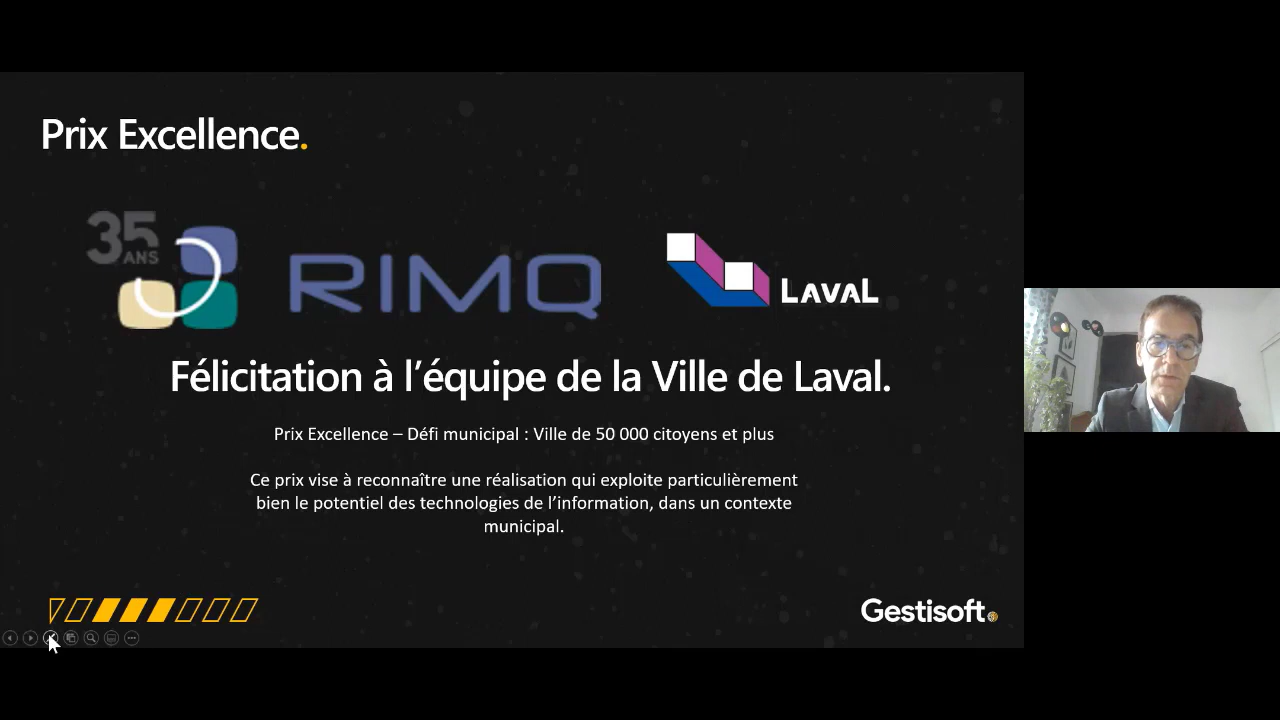 Prix Excellence.
35
ANS
RIMQ
LAVAL
Félicitation à l'équipe de la Ville de Laval.
Prix Excellence – Défi municipal : Ville de 50 000 citoyens et plus
Ce prix vise à reconnaître une réalisation qui exploite particulièrement
bien le potentiel des technologies de l'information, dans un contexte
municipal.
Gestisoft